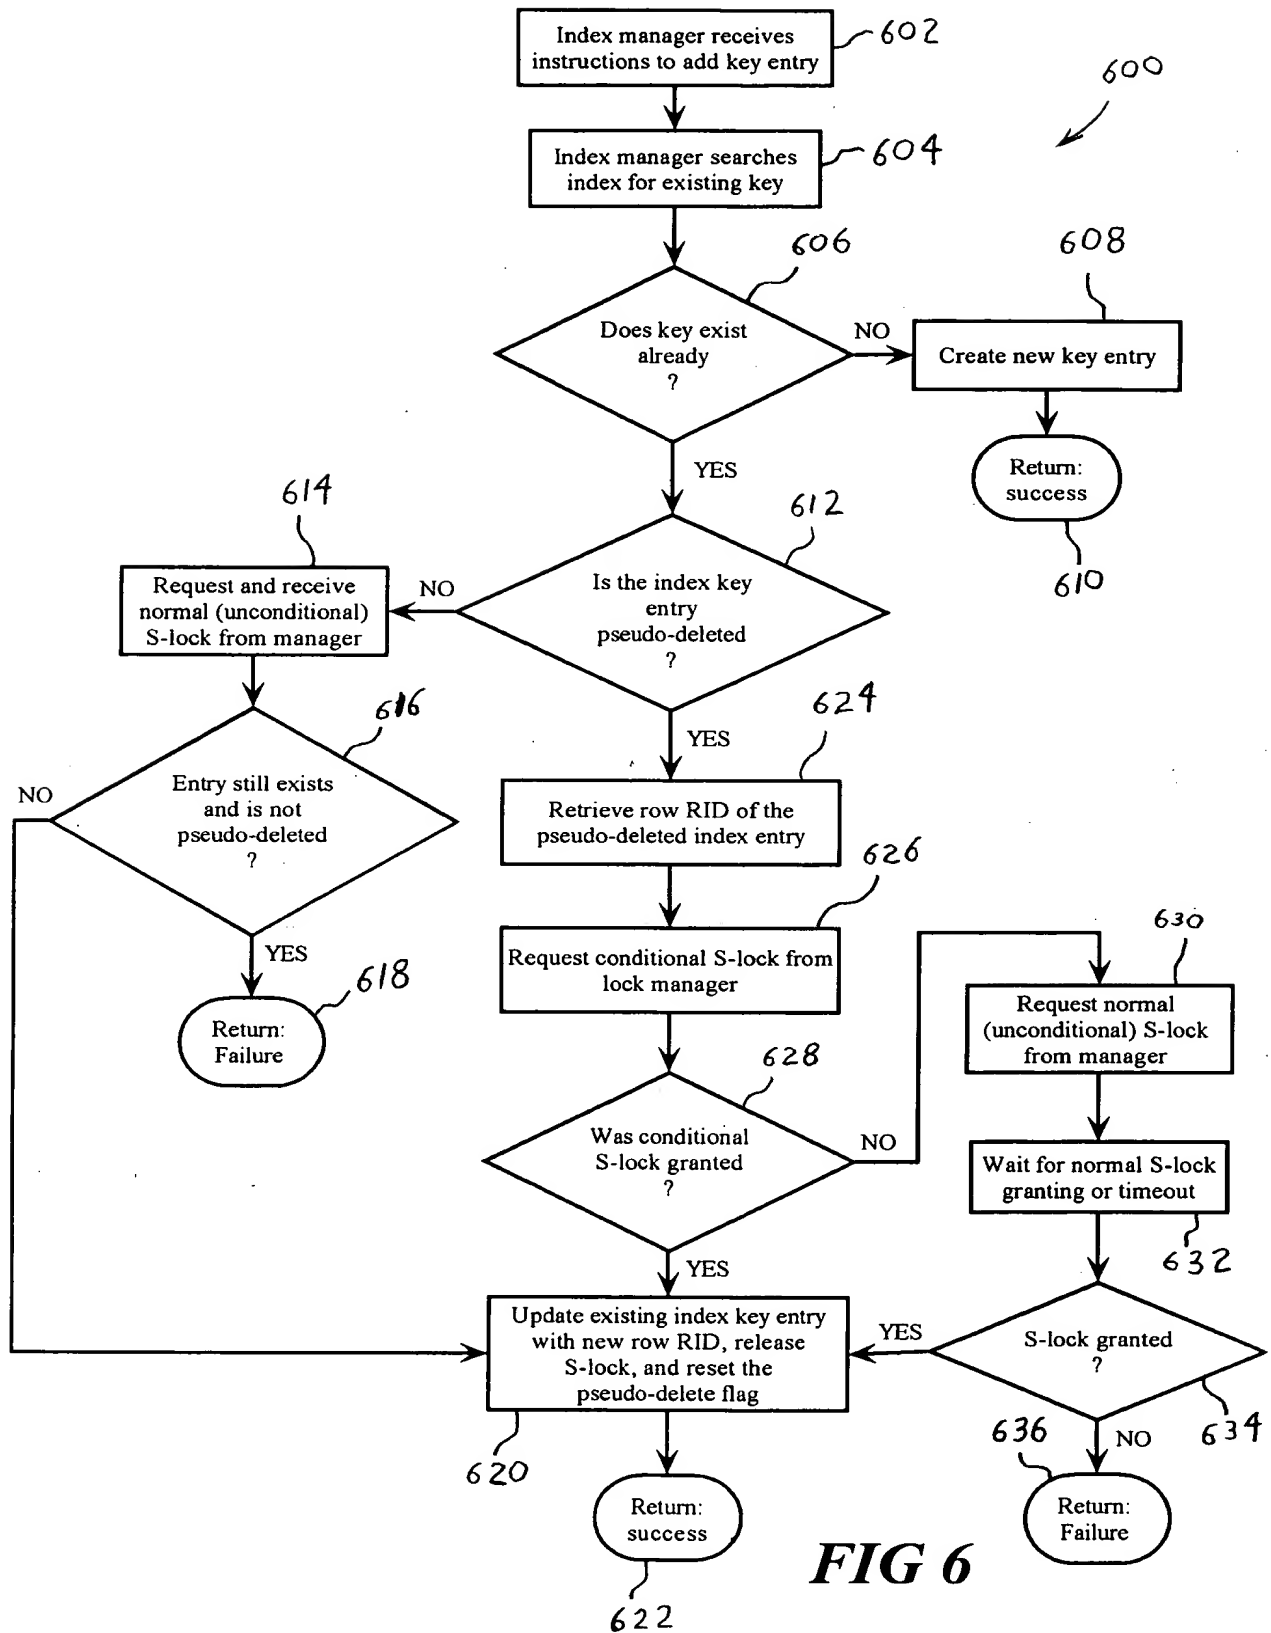 Index manager receives
instructions to add key entry
602
600
Index manager searches
index for existing key
604
606
608
Does key exist
already
?
NO
Create new key entry
YES
Return:
success
610
614
612
Request and receive
normal (unconditional)
S-lock from manager
NO
Is the index key
entry
pseudo-deleted
?
616
624
YES
NO
Entry still exists
and is not
pseudo-deleted
?
Retrieve row RID of the
pseudo-deleted index entry
626
630
YES
618
Request conditional S-lock from
lock manager
Return:
Failure
Request normal
(unconditional) S-lock
from manager
628
Was conditional
S-lock granted
?
NO
Wait for normal S-lock
granting or timeout
632
YES
Update existing index key entry
with new row RID, release
S-lock, and reset the
pseudo-delete flag
YES
S-lock granted
?
634
620
636
NO
Return:
success
Return:
Failure
622
FIG 6